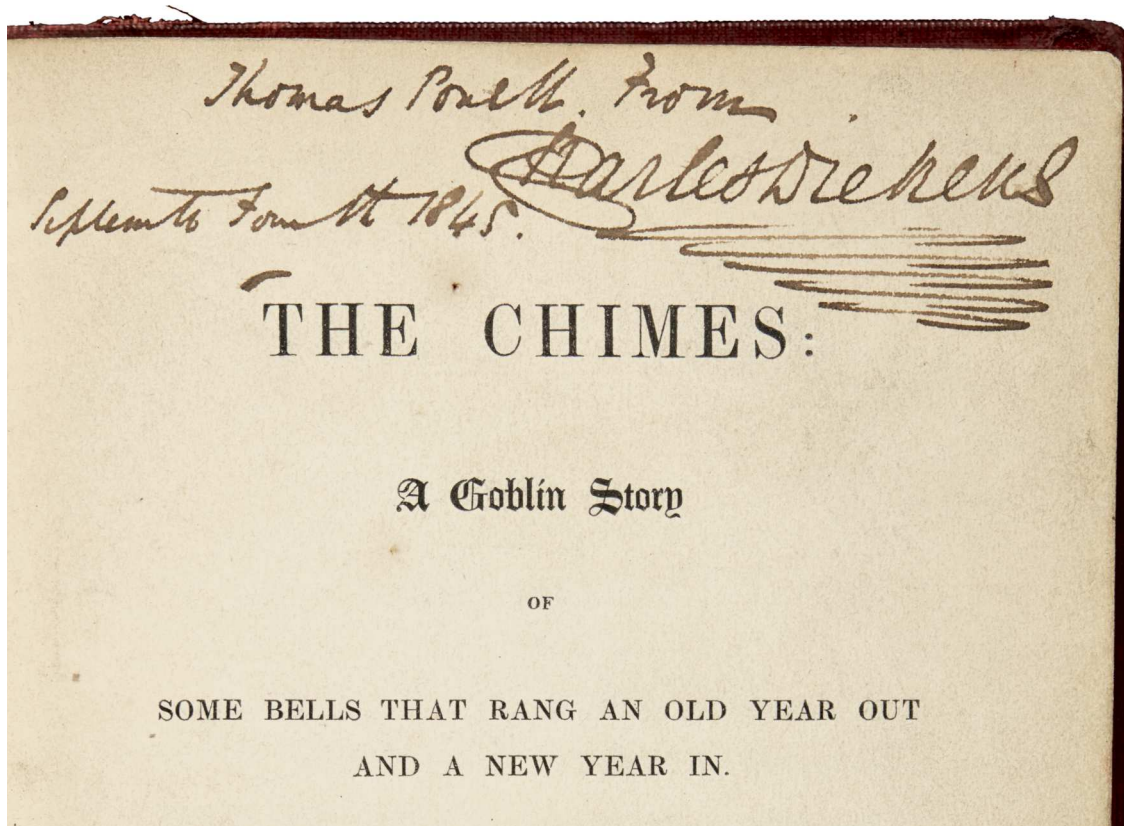 Thomas Powell. From
Charles Dickens
September Fourth 1845.
THE CHIMES:
A Goblin Story
OF
SOME BELLS THAT RANG AN OLD YEAR OUT
AND A NEW YEAR IN.